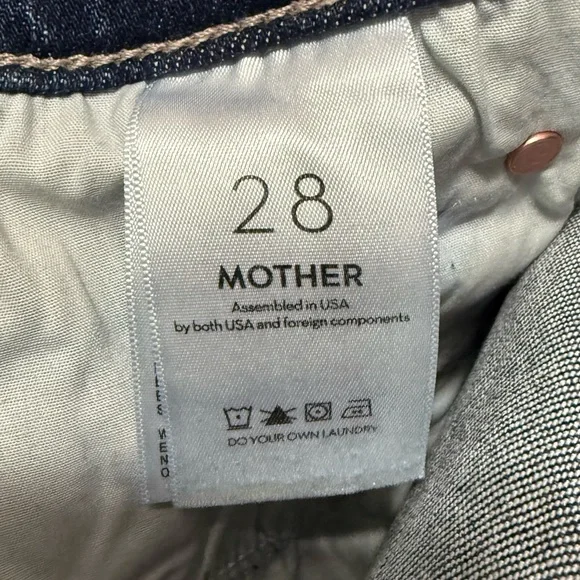 28
MOTHER
Assembled in USA
by both USA and foreign components
DO YOUR OWN LAUNDRY